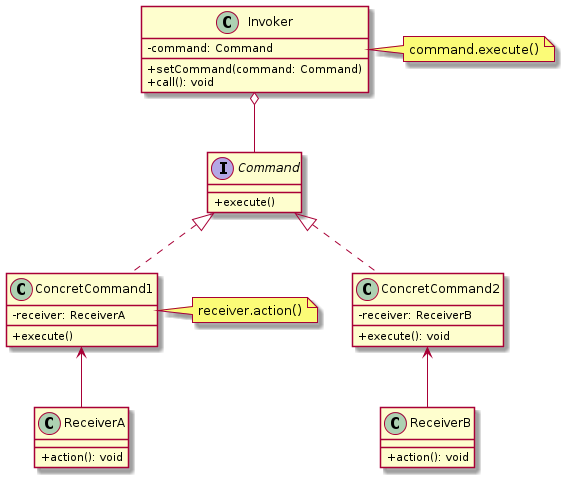 C Invoker
-command: Command
+setCommand(command: Command)
+call(): void
command.execute()
I Command
+execute()
C ConcretCommand1
-receiver: ReceiverA
+execute()
receiver.action()
C ConcretCommand2
-receiver: ReceiverB
+execute(): void
C ReceiverA
+action(): void
C ReceiverB
+action(): void